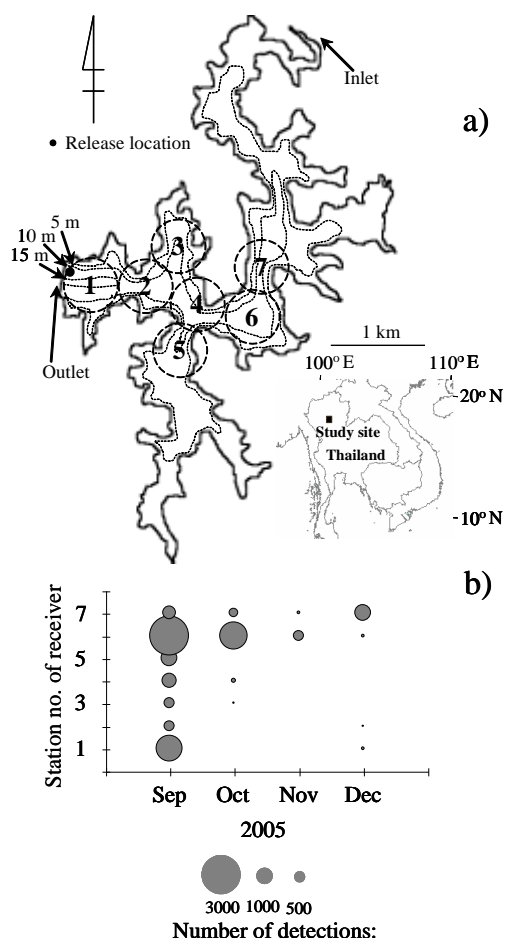 Inlet
a)
• Release location
5 m
10 m
15 m
3
7
1
2
4
6
5
Outlet
1 km
100° E
110° E
20° N
Study site
Thailand
10° N
b)
Station no. of receiver
7
5
3
1
Sep Oct Nov Dec
2005
3000 1000 500
Number of detections: